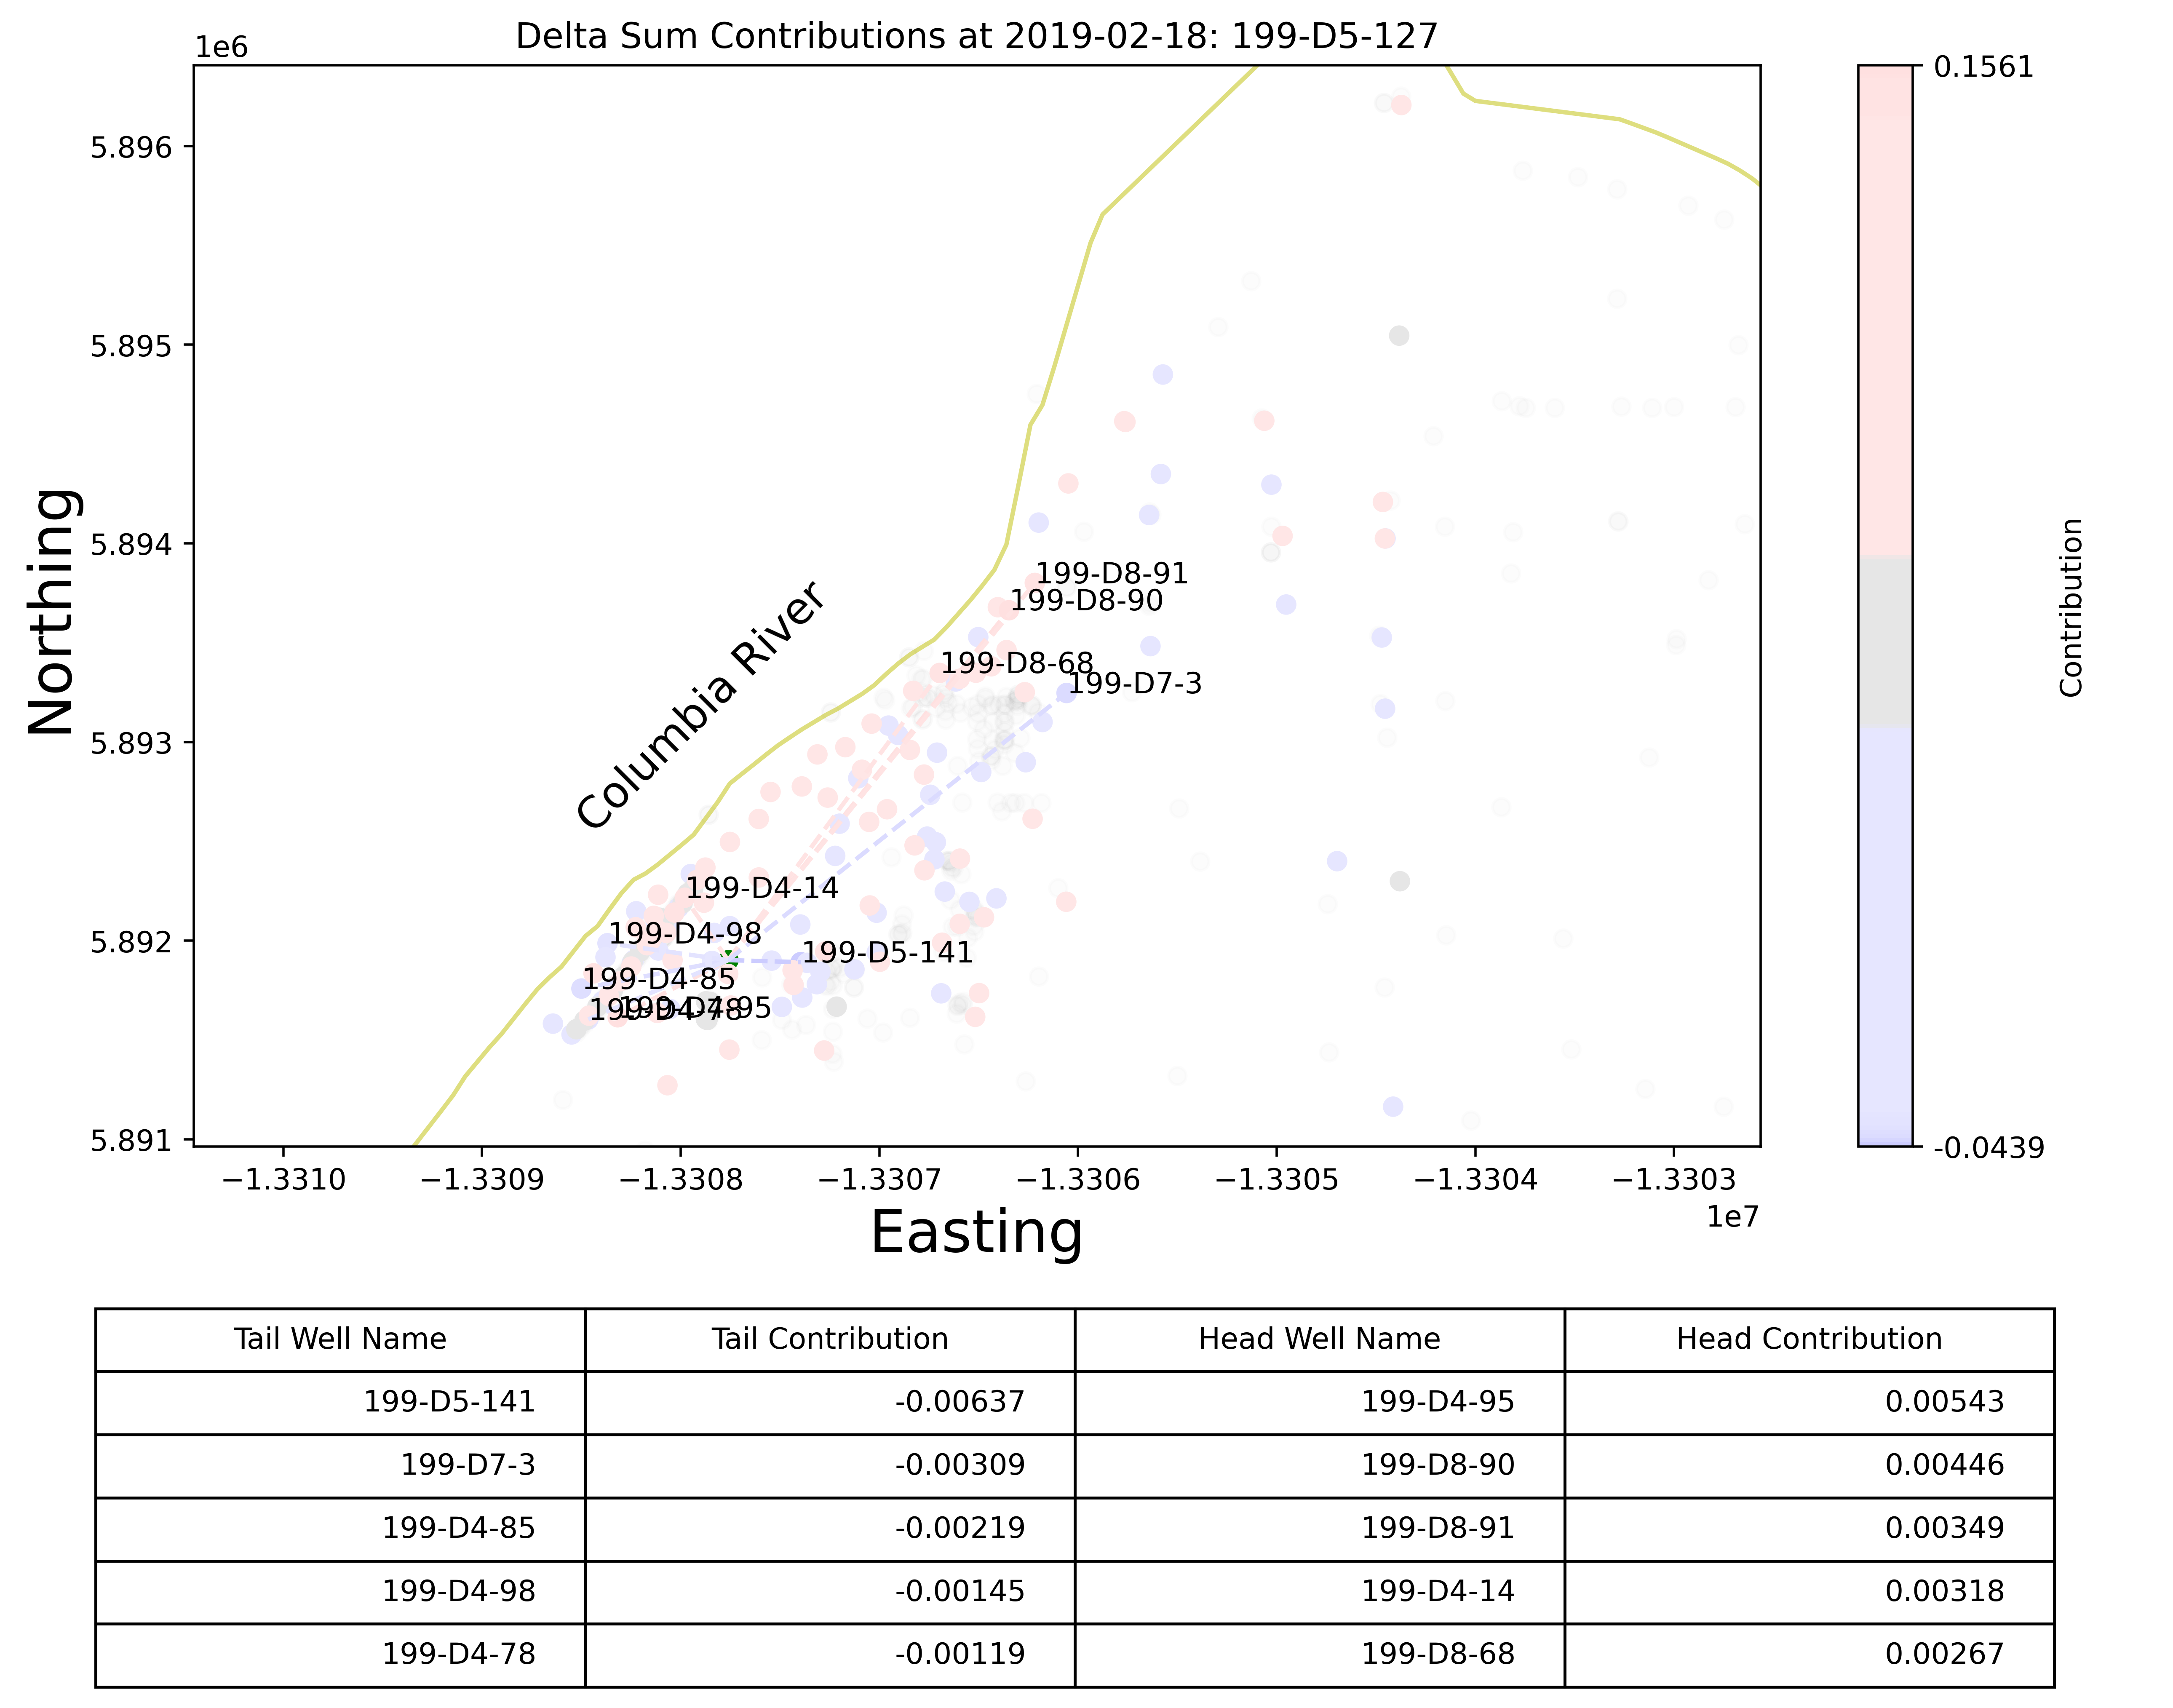 Delta Sum Contributions at 2019-02-18: 199-D5-127
1e6
0.1561
5.896
5.895
5.894
5.893
5.892
5.891
Northing
Columbia River
199-D8-91
199-D8-90
199-D8-68
199-D7-3
199-D4-14
199-D4-98
199-D5-141
199-D4-85
199-D4-95
199-D4-78
Contribution
-0.0439
−1.3310 −1.3309 −1.3308 −1.3307 −1.3306 −1.3305 −1.3304 −1.3303
1e7
Easting
Tail Well Name Tail Contribution Head Well Name Head Contribution
199-D5-141 -0.00637 199-D4-95 0.00543
199-D7-3 -0.00309 199-D8-90 0.00446
199-D4-85 -0.00219 199-D8-91 0.00349
199-D4-98 -0.00145 199-D4-14 0.00318
199-D4-78 -0.00119 199-D8-68 0.00267